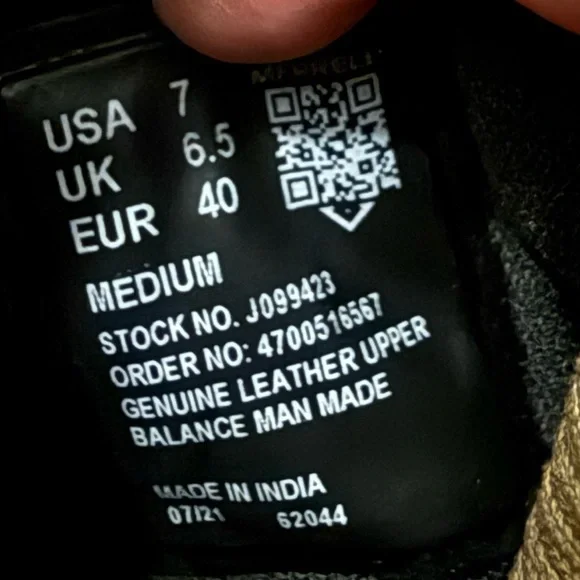 MERRELL
USA 7
UK 6.5
EUR 40
MEDIUM
STOCK NO. J099423
ORDER NO: 4700516567
GENUINE LEATHER UPPER
BALANCE MAN MADE
MADE IN INDIA
07/21 62044